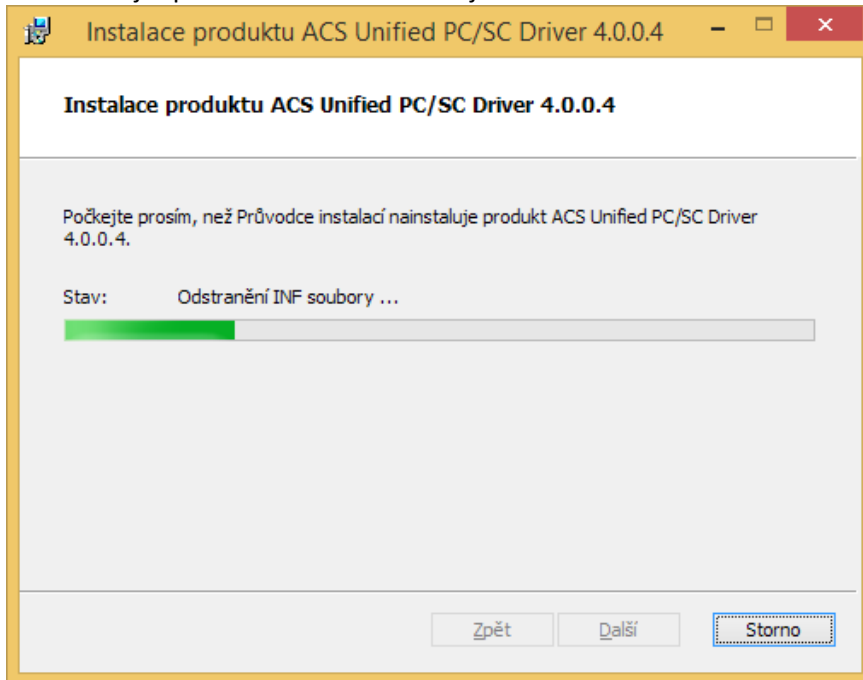 Instalace produktu ACS Unified PC/SC Driver 4.0.0.4
Instalace produktu ACS Unified PC/SC Driver 4.0.0.4
Počkejte prosím, než Průvodce instalací nainstaluje produkt ACS Unified PC/SC Driver
4.0.0.4.
Stav: Odstranění INF soubory ...
Zpět Další Storno